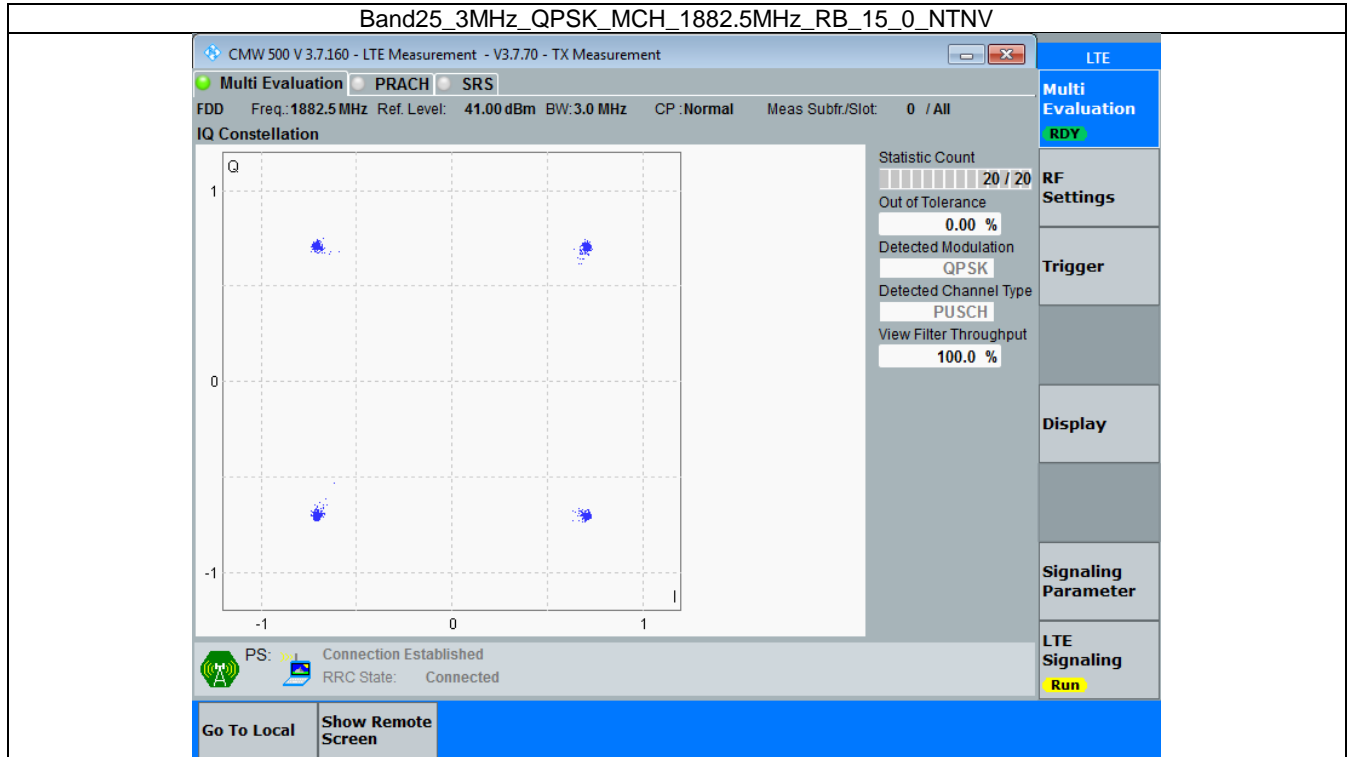 Band25_3MHz_QPSK_MCH_1882.5MHz_RB_15_0_NTNV
CMW 500 V 3.7.160 - LTE Measurement - V3.7.70 - TX Measurement
LTE
Multi Evaluation PRACH SRS
Multi
Evaluation
RDY
FDD Freq.:1882.5 MHz Ref. Level: 41.00 dBm BW:3.0 MHz CP :Normal Meas Subfr./Slot: 0 / All
IQ Constellation
Q
1
0
-1
I
-1 0 1
Statistic Count
20 / 20
Out of Tolerance
0.00 %
Detected Modulation
QPSK
Detected Channel Type
PUSCH
View Filter Throughput
100.0 %
RF
Settings
Trigger
Display
Signaling
Parameter
LTE
Signaling
Run
PS:
Connection Established
RRC State: Connected
Go To Local
Show Remote
Screen